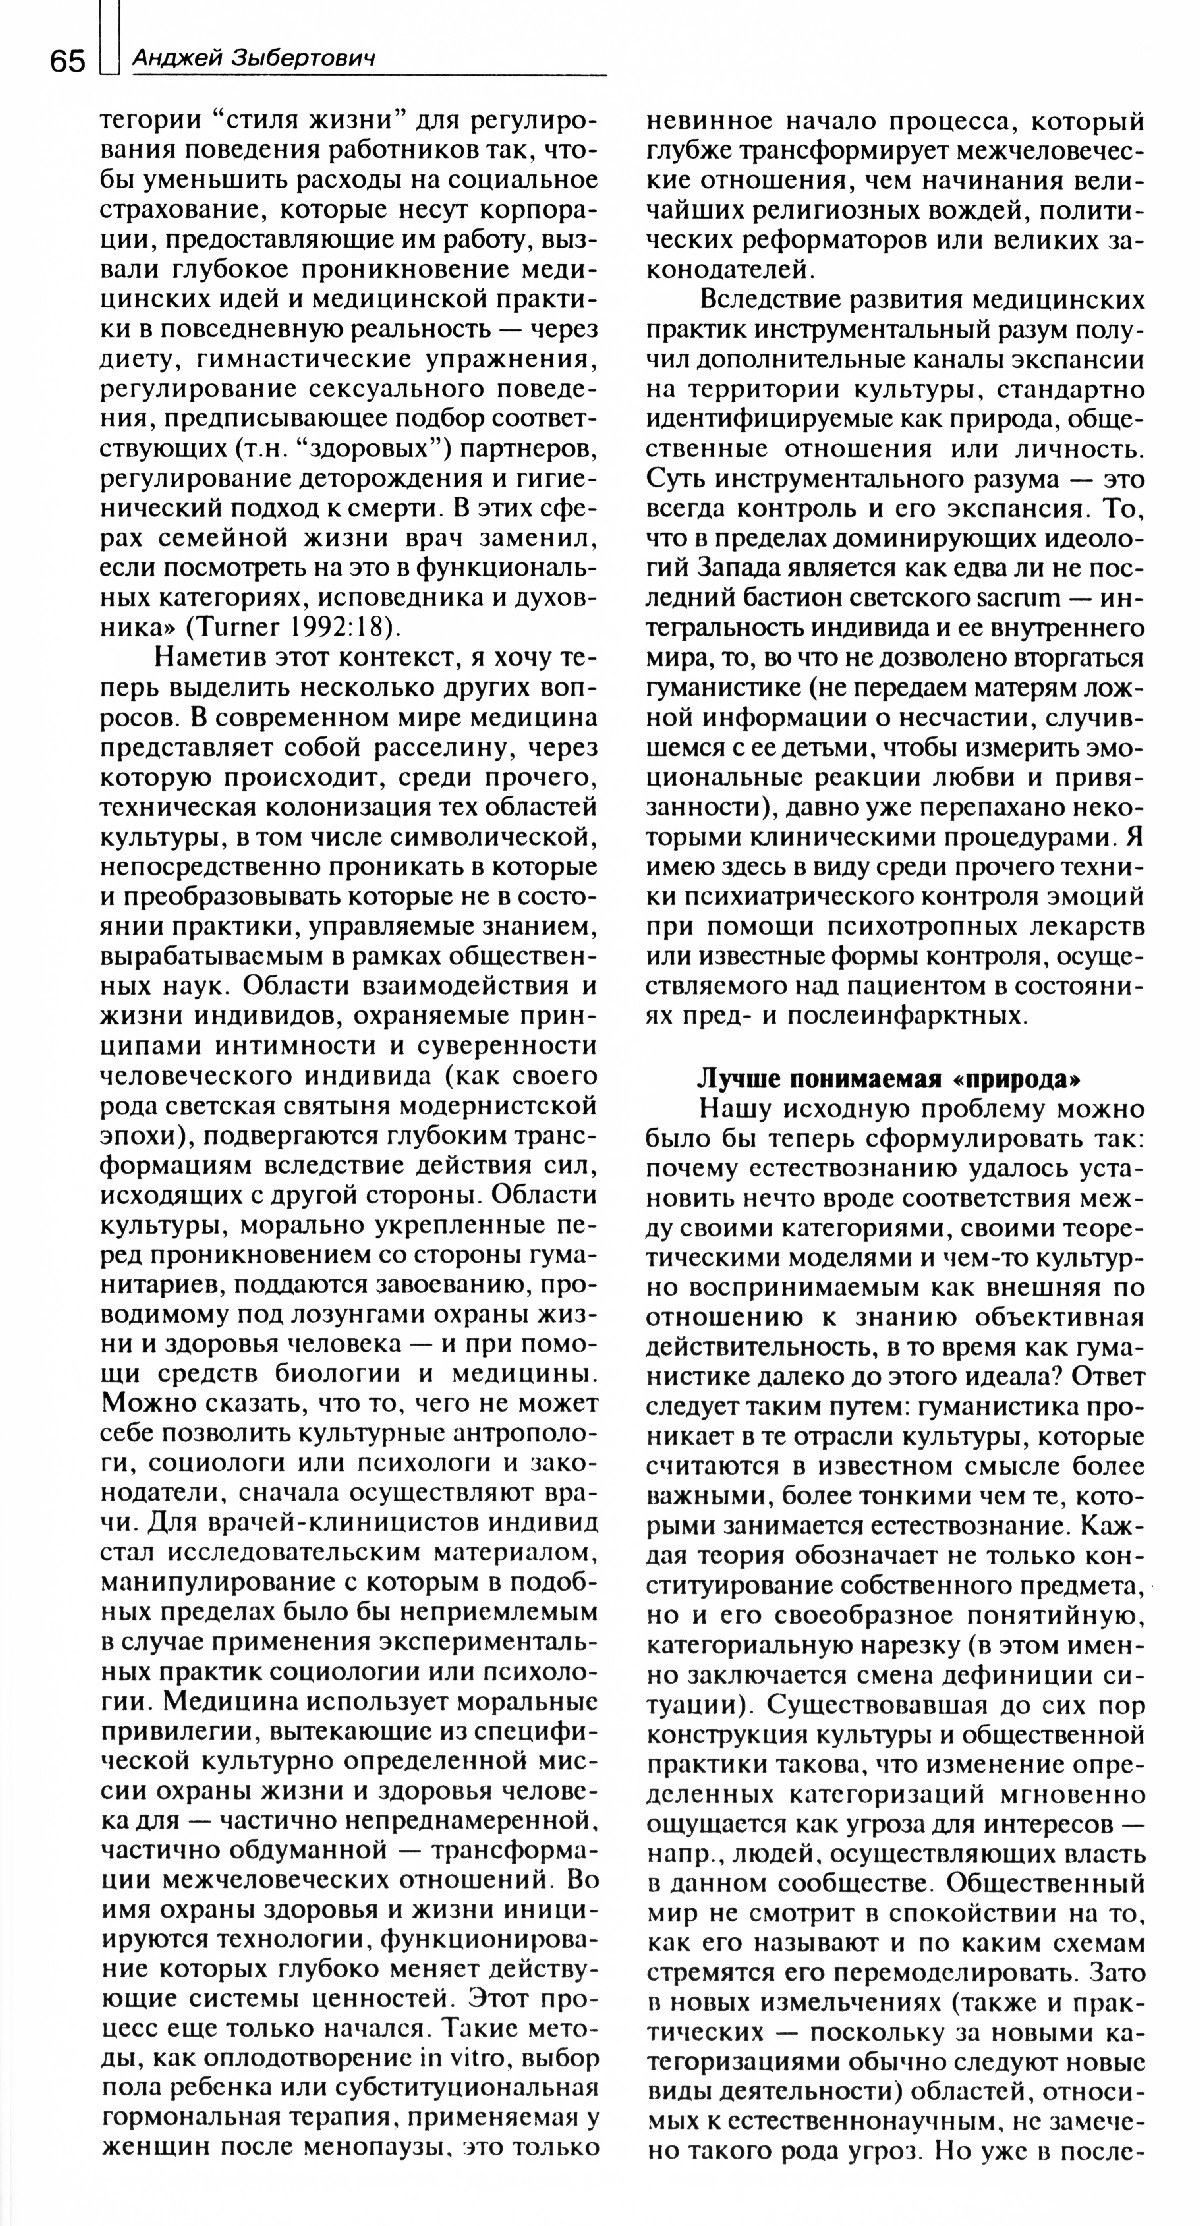 65
Анджей Зыбертович
тегории “стиля жизни” для регулиро-
вания поведения работников так, что-
бы уменьшить расходы на социальное
страхование, которые несут корпора-
ции, предоставляющие им работу, выз-
вали глубокое проникновение меди-
цинских идей и медицинской практи-
ки в повседневную реальность — через
диету, гимнастические упражнения,
регулирование сексуального поведе-
ния, предписывающее подбор соответ-
ствующих (т.н. “здоровых”) партнеров,
регулирование деторождения и гигие-
нический подход к смерти. В этих сфе-
рах семейной жизни врач заменил,
если посмотреть на это в функциональ-
ных категориях, исповедника и духов-
ника» (Turner 1992:18).
Наметив этот контекст, я хочу те-
перь выделить несколько других воп-
росов. В современном мире медицина
представляет собой расселину, через
которую происходит, среди прочего,
техническая колонизация тех областей
культуры, в том числе символической,
непосредственно проникать в которые
и преобразовывать которые не в состо-
янии практики, управляемые знанием,
вырабатываемым в рамках обществен-
ных наук. Области взаимодействия и
жизни индивидов, охраняемые прин-
ципами интимности и суверенности
человеческого индивида (как своего
рода светская святыня модернистской
эпохи), подвергаются глубоким транс-
формациям вследствие действия сил,
исходящих с другой стороны. Области
культуры, морально укрепленные пе-
ред проникновением со стороны гума-
нитариев, поддаются завоеванию, про-
водимому под лозунгами охраны жиз-
ни и здоровья человека — и при помо-
щи средств биологии и медицины.
Можно сказать, что то, чего не может
себе позволить культурные антрополо-
ги, социологи или психологи и зако-
нодатели, сначала осуществляют вра-
чи. Для врачей-клиницистов индивид
стал исследовательским материалом,
манипулирование с которым в подоб-
ных пределах было бы неприемлемым
в случае применения эксперименталь-
ных практик социологии или психоло-
гии. Медицина использует моральные
привилегии, вытекающие из специфи-
ческой культурно определенной мис-
сии охраны жизни и здоровья челове-
ка для — частично непреднамеренной,
частично обдуманной — трансформа-
ции межчеловеческих отношений. Во
имя охраны здоровья и жизни иници-
ируются технологии, функционирова-
ние которых глубоко меняет действу-
ющие системы ценностей. Этот про-
цесс еще только начался. Такие мето-
ды, как оплодотворение in vitro, выбор
пола ребенка или субституциональная
гормональная терапия, применяемая у
женщин после менопаузы, это только
невинное начало процесса, который
глубже трансформирует межчеловечес-
кие отношения, чем начинания вели-
чайших религиозных вождей, полити-
ческих реформаторов или великих за-
конодателей.
Вследствие развития медицинских
практик инструментальный разум полу-
чил дополнительные каналы экспансии
на территории культуры, стандартно
идентифицируемые как природа, обще-
ственные отношения или личность.
Суть инструментального разума — это
всегда контроль и его экспансия. То,
что в пределах доминирующих идеоло-
гий Запада является как едва ли не пос-
ледний бастион светского sacrum — ин-
тегральность индивида и ее внутреннего
мира, то, во что не дозволено вторгаться
гуманистике (не передаем матерям лож-
ной информации о несчастии, случив-
шемся с ее детьми, чтобы измерить эмо-
циональные реакции любви и привя-
занности), давно уже перепахано неко-
торыми клиническими процедурами. Я
имею здесь в виду среди прочего техни-
ки психиатрического контроля эмоций
при помощи психотропных лекарств
или известные формы контроля, осуще-
ствляемого над пациентом в состояни-
ях пред- и послеинфарктных.
Лучше понимаемая «природа»
Нашу исходную проблему можно
было бы теперь сформулировать так:
почему естествознанию удалось уста-
новить нечто вроде соответствия меж-
ду своими категориями, своими теоре-
тическими моделями и чем-то культур-
но воспринимаемым как внешняя по
отношению к знанию объективная
действительность, в то время как гума-
нистике далеко до этого идеала? Ответ
следует таким путем: гуманистика про-
никает в те отрасли культуры, которые
считаются в известном смысле более
важными, более тонкими чем те, кото-
рыми занимается естествознание. Каж-
дая теория обозначает не только кон-
ституирование собственного предмета,
но и его своеобразное понятийную,
категориальную нарезку (в этом имен-
но заключается смена дефиниции си-
туации). Существовавшая до сих пор
конструкция культуры и общественной
практики такова, что изменение опре-
деленных категоризаций мгновенно
ощущается как угроза для интересов —
напр., людей, осуществляющих власть
в данном сообществе. Общественный
мир не смотрит в спокойствии на то,
как его называют и по каким схемам
стремятся его перемоделировать. Зато
в новых измельчениях (также и прак-
тических — поскольку за новыми ка-
тегоризациями обычно следуют новые
виды деятельности) областей, относи-
мых к естественнонаучным, не замече-
но такого рода угроз. Но уже в после-